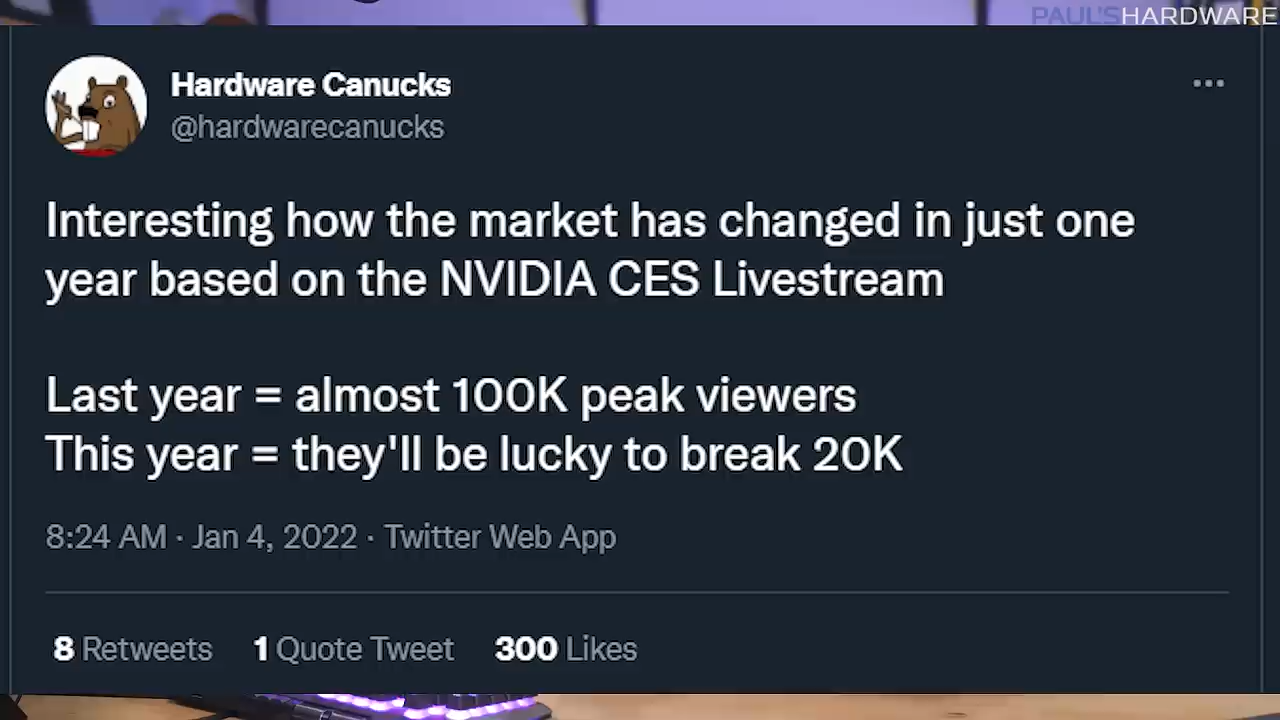 PAUL'SHARDWARE
Hardware Canucks
@hardwarecanucks
Interesting how the market has changed in just one
year based on the NVIDIA CES Livestream
Last year = almost 100K peak viewers
This year = they'll be lucky to break 20K
8:24 AM · Jan 4, 2022 · Twitter Web App
8 Retweets 1 Quote Tweet 300 Likes